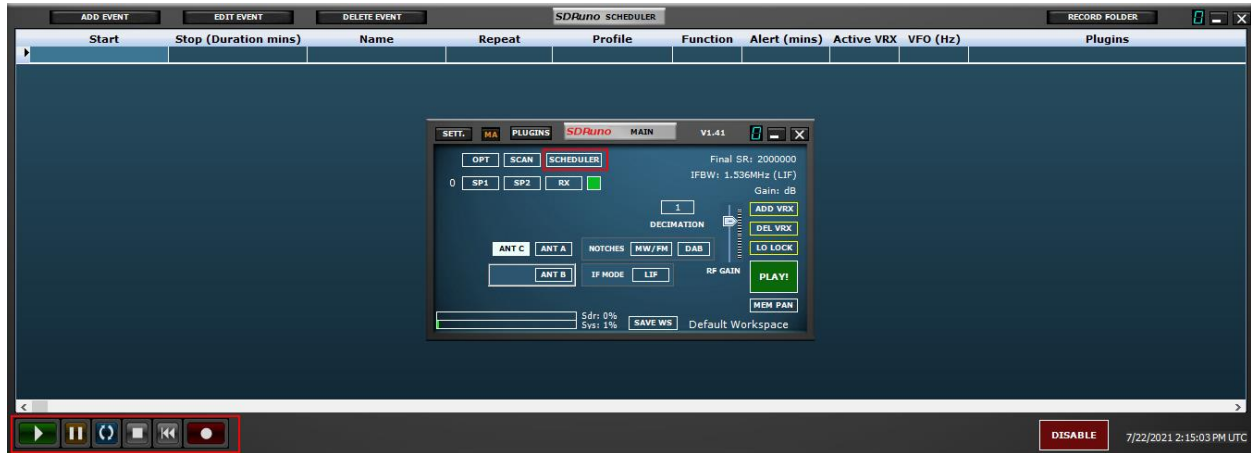 ADD EVENT EDIT EVENT DELETE EVENT SDRuno SCHEDULER RECORD FOLDER
Start Stop (Duration mins) Name Repeat Profile Function Alert (mins) Active VRX VFO (Hz) Plugins
SETT. MA PLUGINS SDRuno MAIN V1.41
OPT SCAN SCHEDULER Final SR: 2000000
IFBW: 1.536MHz (LIF)
0 SP1 SP2 RX
Gain: dB
1 ADD VRX
DECIMATION DEL VRX
ANT C ANT A NOTCHES MW/FM DAB LO LOCK
ANT B IF MODE LIF RF GAIN PLAY!
MEM PAN
Sdr: 0%
Sys: 1% SAVE WS Default Workspace
DISABLE 7/22/2021 2:15:03 PM UTC